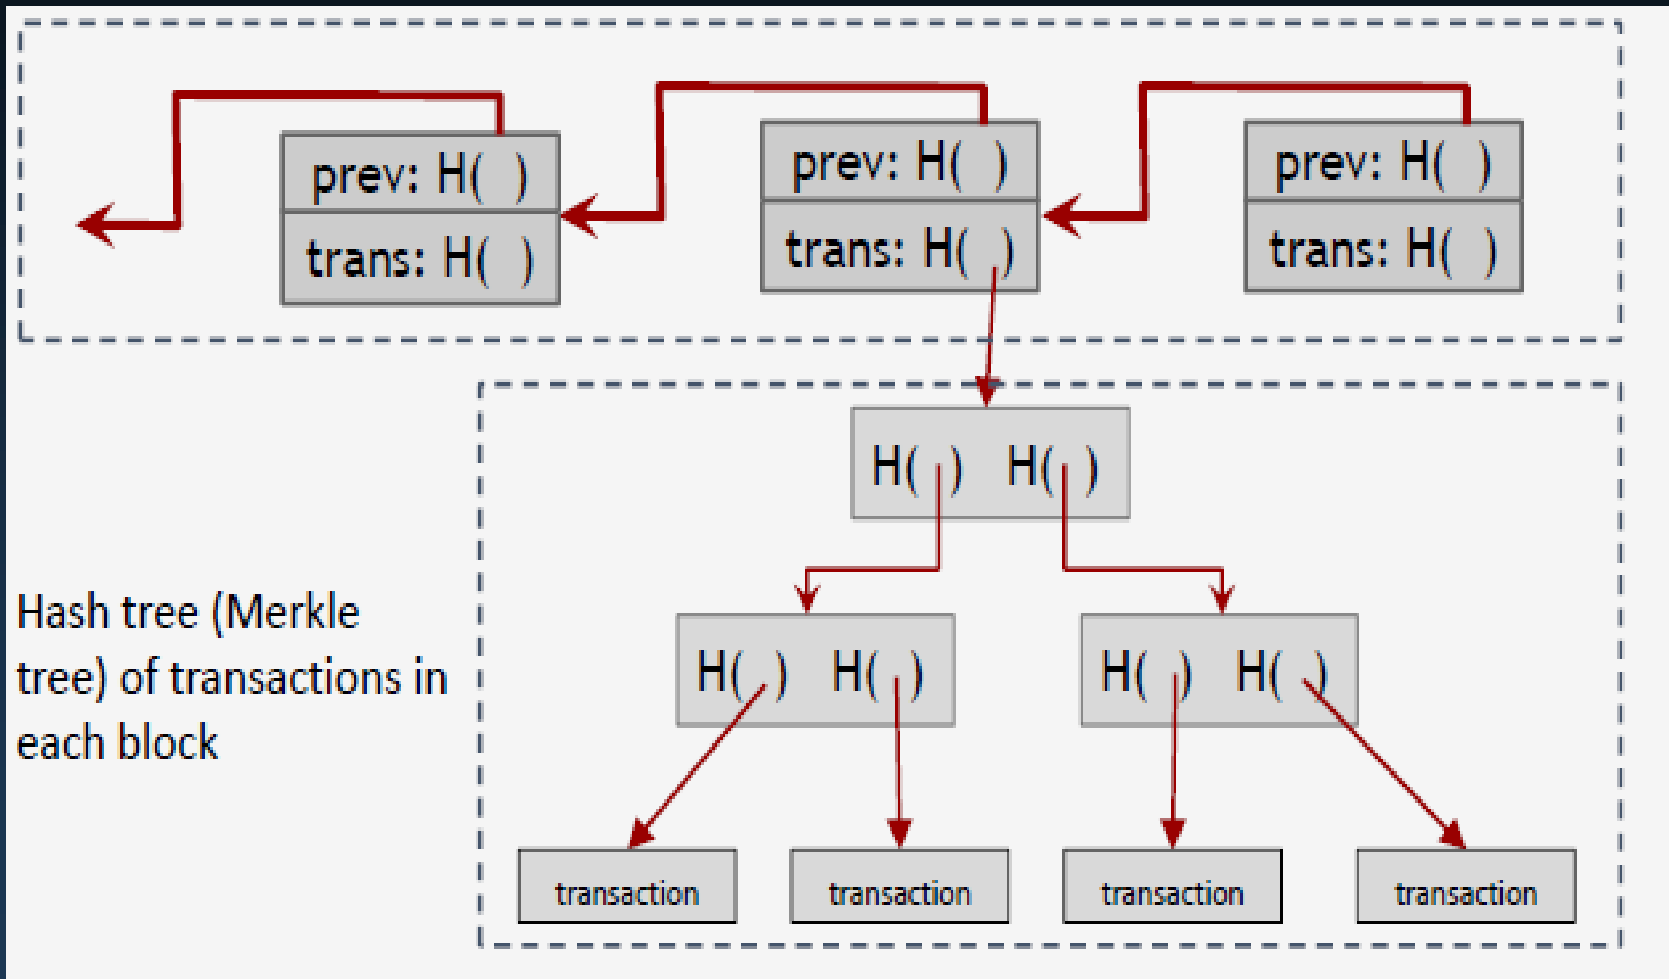 prev: H( )
trans: H( )
prev: H( )
trans: H( )
prev: H( )
trans: H( )
H( ) H( )
Hash tree (Merkle
tree) of transactions in
each block
H( ) H( )
H( ) H( )
transaction
transaction
transaction
transaction